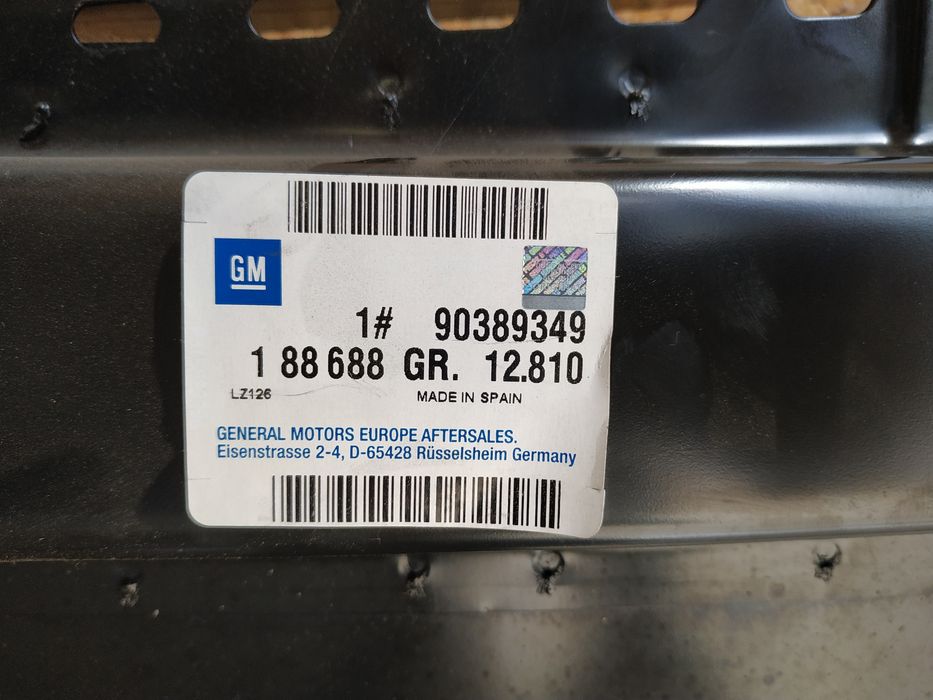 GM
1# 90389349
1 88 688 GR. 12.810
LZ126 MADE IN SPAIN
GENERAL MOTORS EUROPE AFTERSALES.
Eisenstrasse 2-4, D-65428 Rüsselsheim Germany